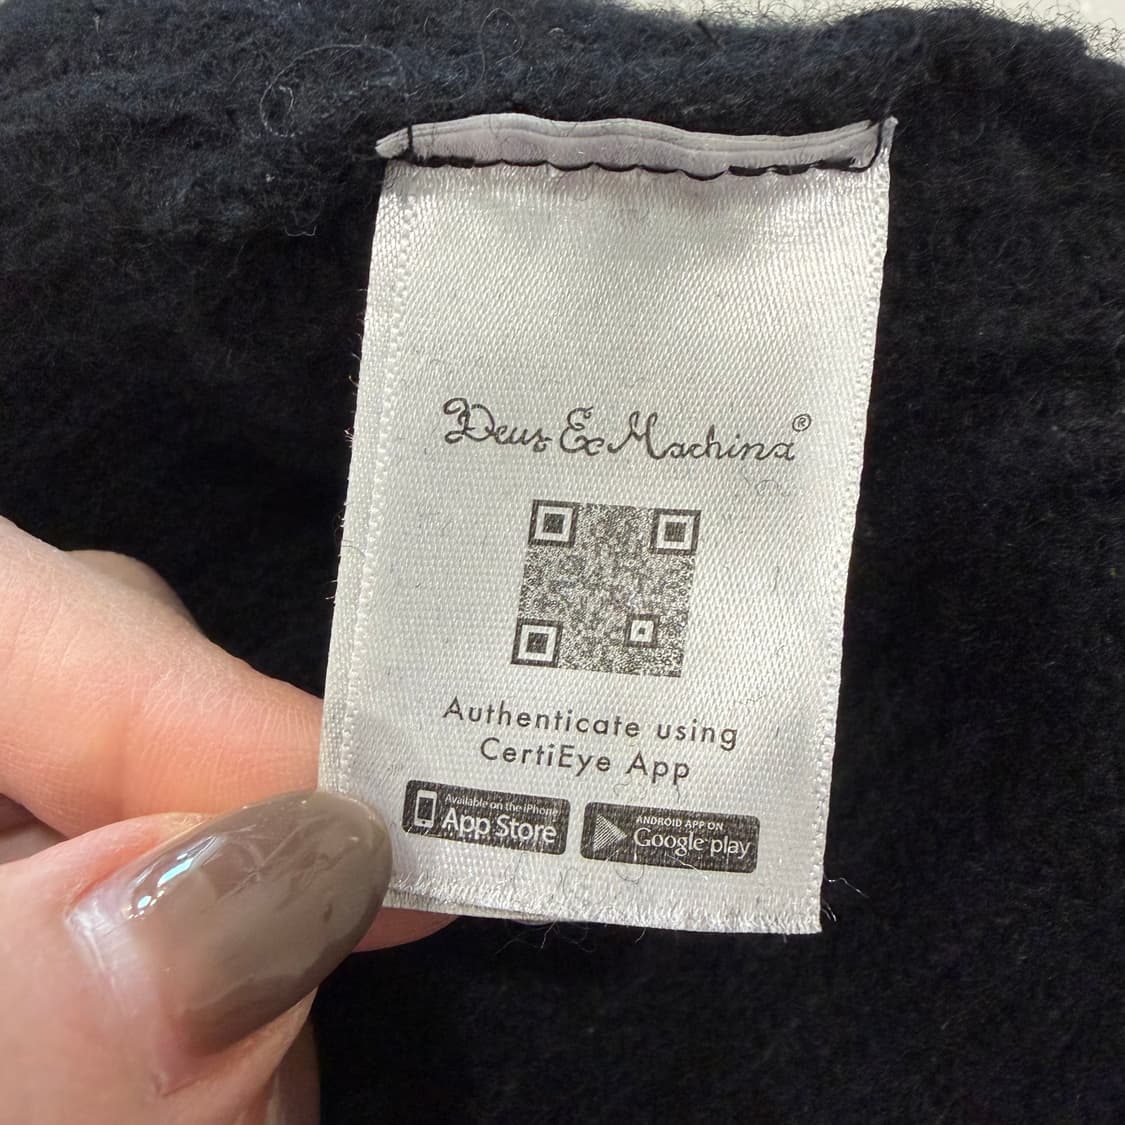 Deus Ex Machina®
Authenticate using
CertiEye App
Available on the iPhone
App Store
ANDROID APP ON
Google play